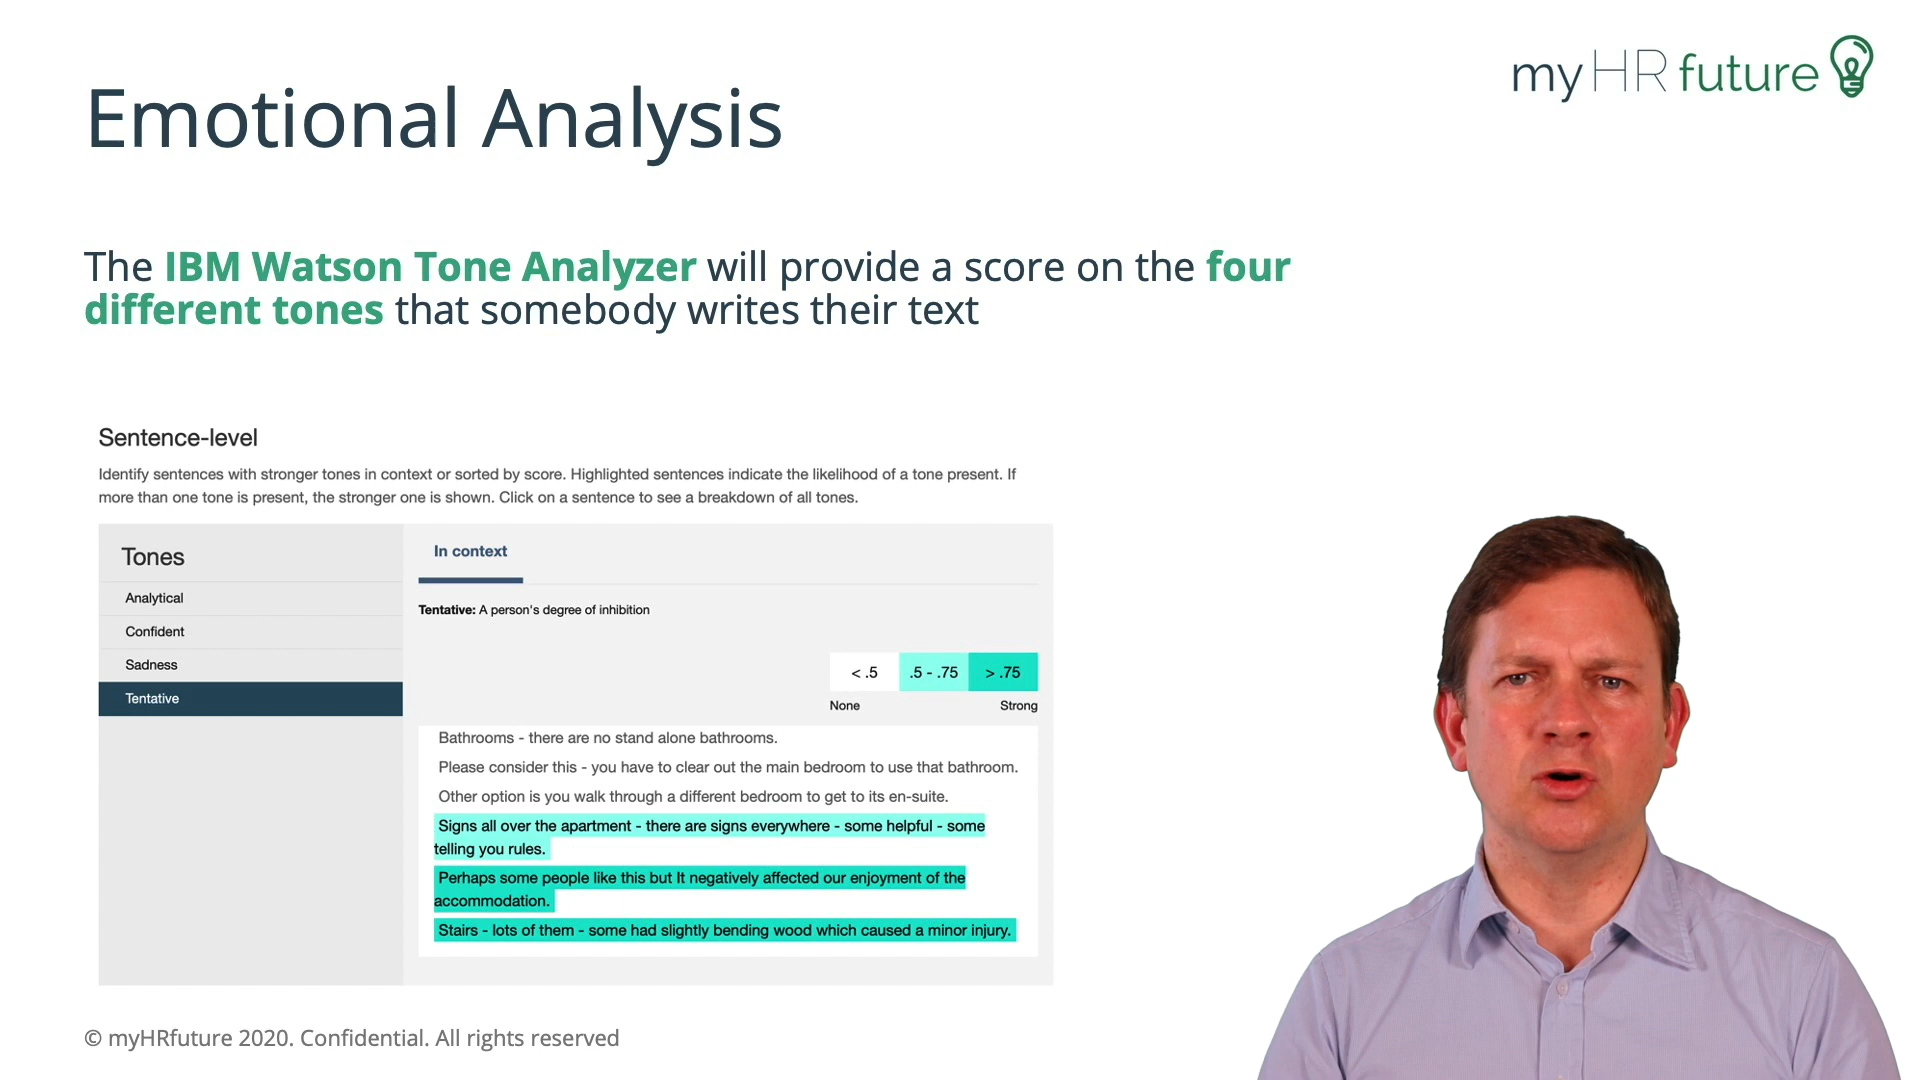 my HR future
Emotional Analysis
The IBM Watson Tone Analyzer will provide a score on the four
different tones that somebody writes their text
Sentence-level
Identify sentences with stronger tones in context or sorted by score. Highlighted sentences indicate the likelihood of a tone present. If
more than one tone is present, the stronger one is shown. Click on a sentence to see a breakdown of all tones.
Tones
Analytical
Confident
Sadness
Tentative
In context
Tentative: A person's degree of inhibition
< .5 .5 - .75 > .75
None Strong
Bathrooms - there are no stand alone bathrooms.
Please consider this - you have to clear out the main bedroom to use that bathroom.
Other option is you walk through a different bedroom to get to its en-suite.
Signs all over the apartment - there are signs everywhere - some helpful - some
telling you rules.
Perhaps some people like this but It negatively affected our enjoyment of the
accommodation.
Stairs - lots of them - some had slightly bending wood which caused a minor injury.
© myHRfuture 2020. Confidential. All rights reserved